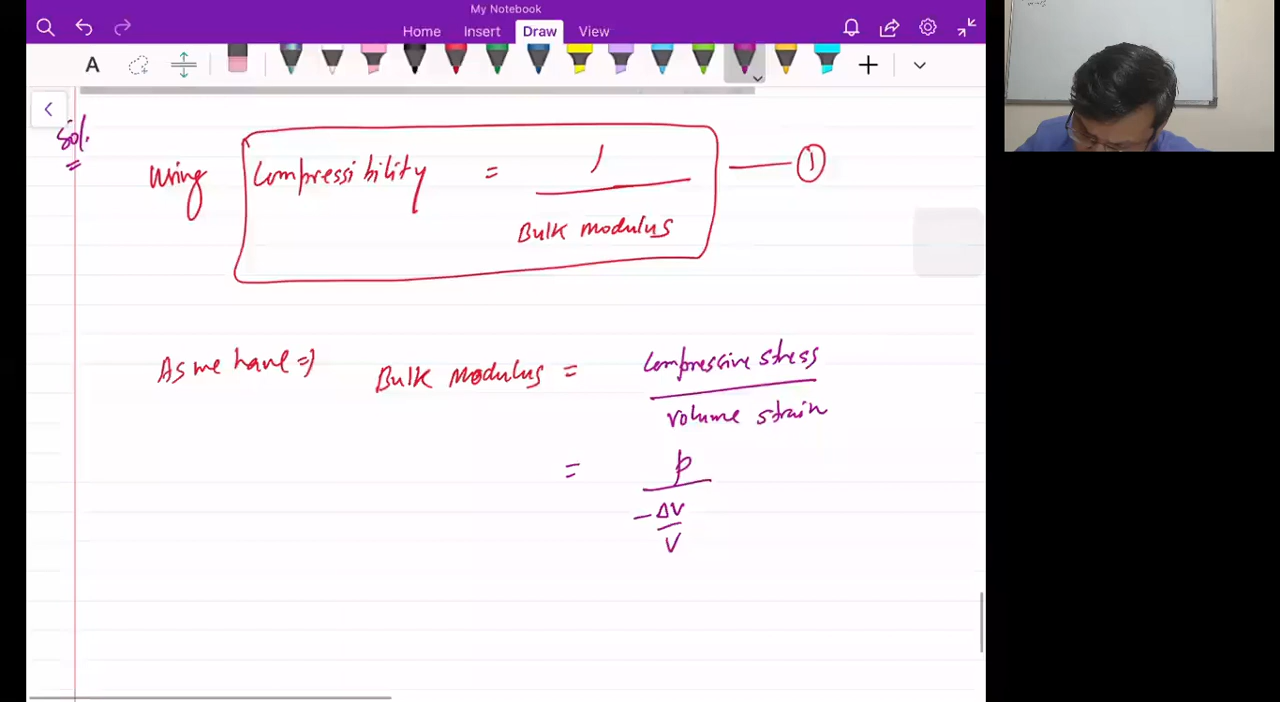 My Notebook
Home Insert Draw View
A
Sol.
Using Compressibility = 1 / Bulk modulus — ①
As we have ⇒ Bulk Modulus = Compressive stress / volume strain
= p / -ΔV/V